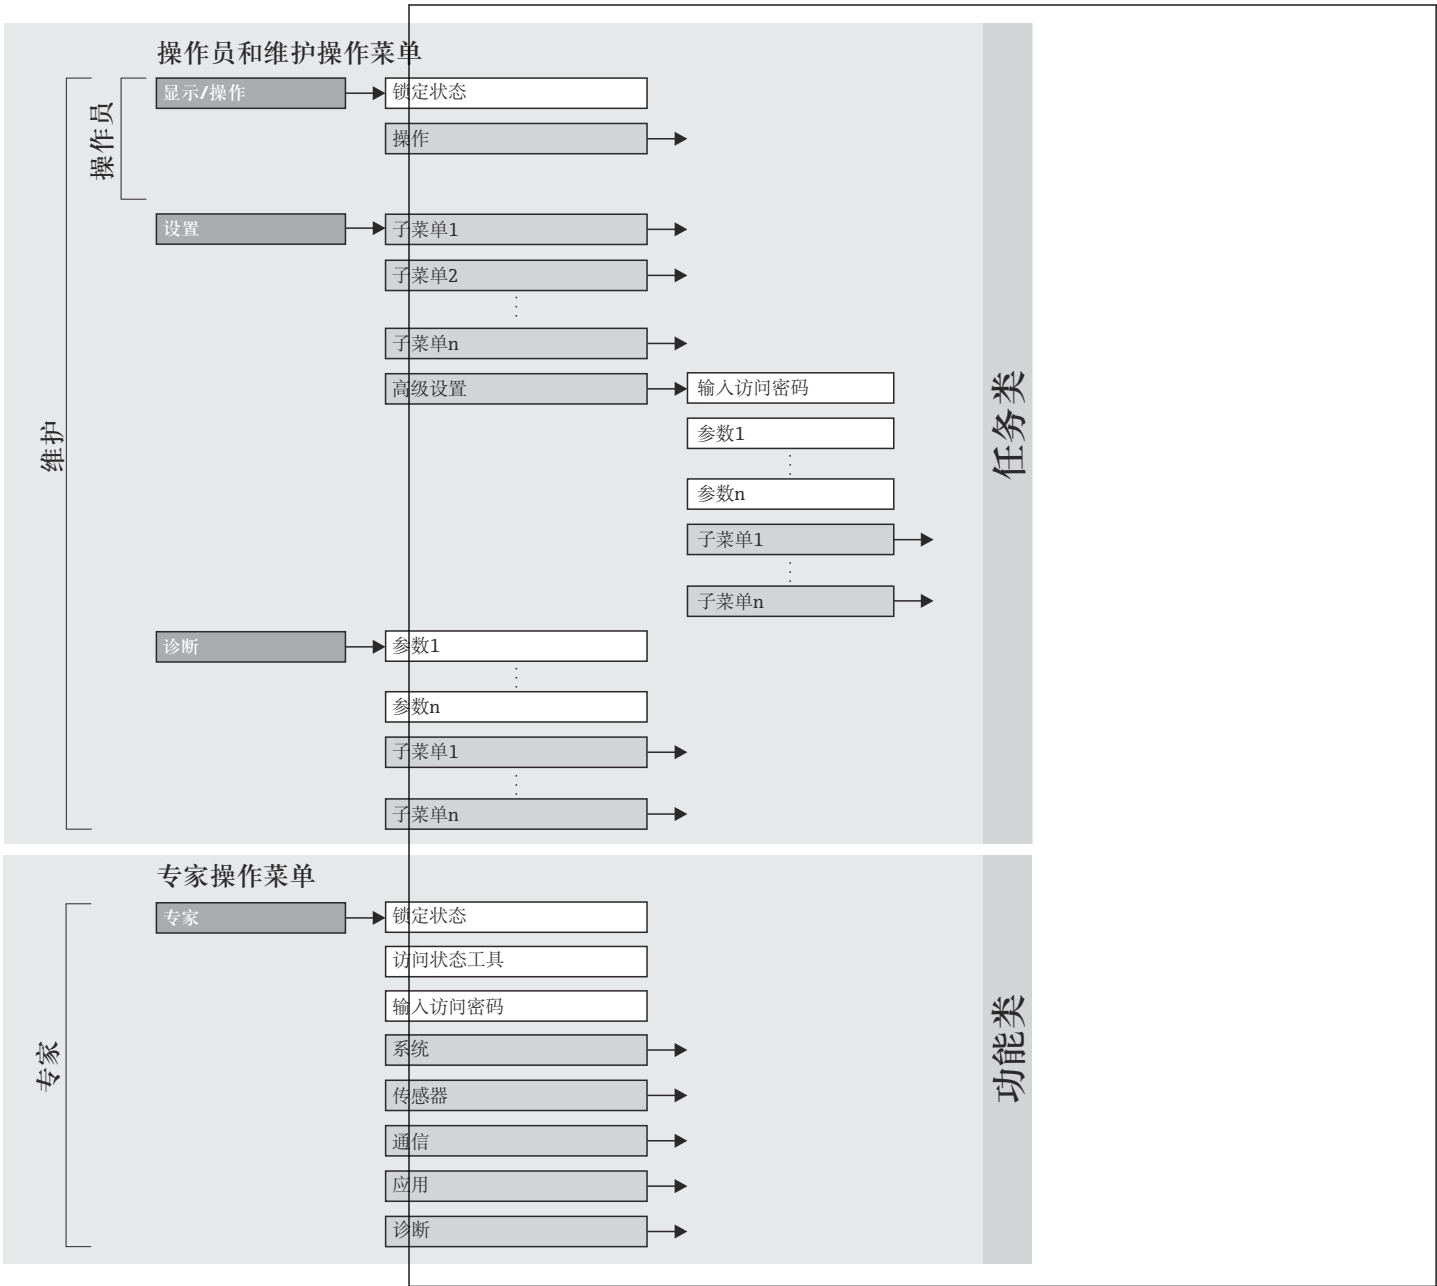 操作员和维护操作菜单
操作员
显示/操作
锁定状态
操作
设置
子菜单1
子菜单2
子菜单n
高级设置
输入访问密码
参数1
参数n
子菜单1
子菜单n
维护
任务类
诊断
参数1
参数n
子菜单1
子菜单n
专家操作菜单
专家
锁定状态
访问状态工具
输入访问密码
系统
传感器
通信
应用
诊断
专家
功能类